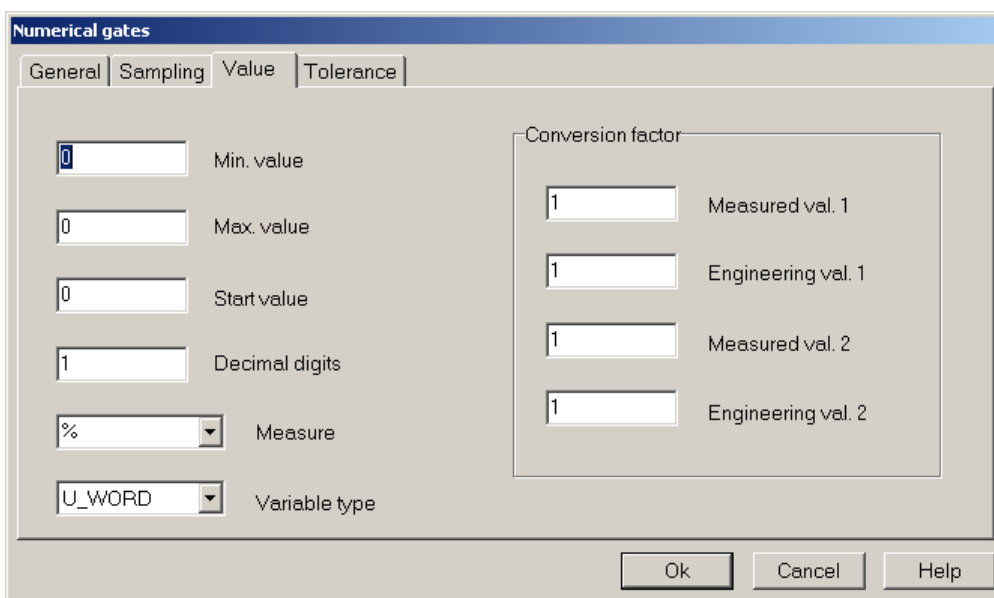 Numerical gates
General Sampling Value Tolerance
0 Min. value
0 Max. value
0 Start value
1 Decimal digits
% Measure
U_WORD Variable type
Conversion factor
1 Measured val. 1
1 Engineering val. 1
1 Measured val. 2
1 Engineering val. 2
Ok Cancel Help